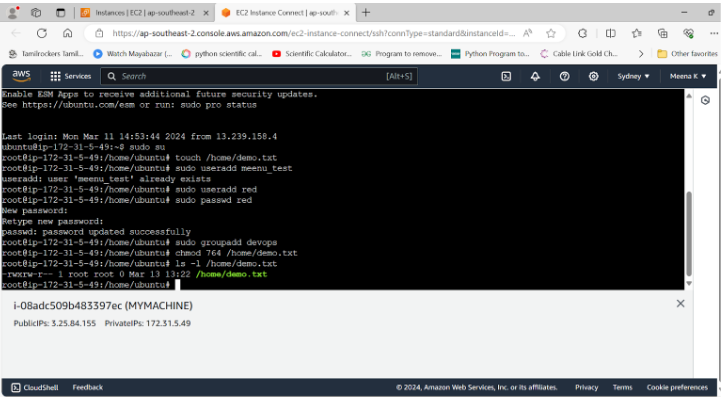 Instances | EC2 | ap-southeast-2
EC2 Instance Connect | ap-south
https://ap-southeast-2.console.aws.amazon.com/ec2-instance-connect/ssh?connType=standard&instanceId=...
Tamilrockers Tamil...
Watch Mayabazar (...
python scientific cal...
Scientific Calculator...
Program to remove...
Python Program to...
Cable Link Gold Ch...
Other favorites
aws
Services
Search
[Alt+S]
Sydney
Meena K
Enable ESM Apps to receive additional future security updates.
See https://ubuntu.com/esm or run: sudo pro status
Last login: Mon Mar 11 14:53:44 2024 from 13.239.158.4
ubuntu@ip-172-31-5-49:~$ sudo su
root@ip-172-31-5-49:/home/ubuntu# touch /home/demo.txt
root@ip-172-31-5-49:/home/ubuntu# sudo useradd meenu_test
useradd: user 'meenu_test' already exists
root@ip-172-31-5-49:/home/ubuntu# sudo useradd red
root@ip-172-31-5-49:/home/ubuntu# sudo passwd red
New password:
Retype new password:
passwd: password updated successfully
root@ip-172-31-5-49:/home/ubuntu# sudo groupadd devops
root@ip-172-31-5-49:/home/ubuntu# chmod 764 /home/demo.txt
root@ip-172-31-5-49:/home/ubuntu# ls -l /home/demo.txt
-rwxrw-r-- 1 root root 0 Mar 13 13:22 /home/demo.txt
root@ip-172-31-5-49:/home/ubuntu#
i-08adc509b483397ec (MYMACHINE)
PublicIPs: 3.25.84.155 PrivateIPs: 172.31.5.49
CloudShell
Feedback
© 2024, Amazon Web Services, Inc. or its affiliates.
Privacy
Terms
Cookie preferences